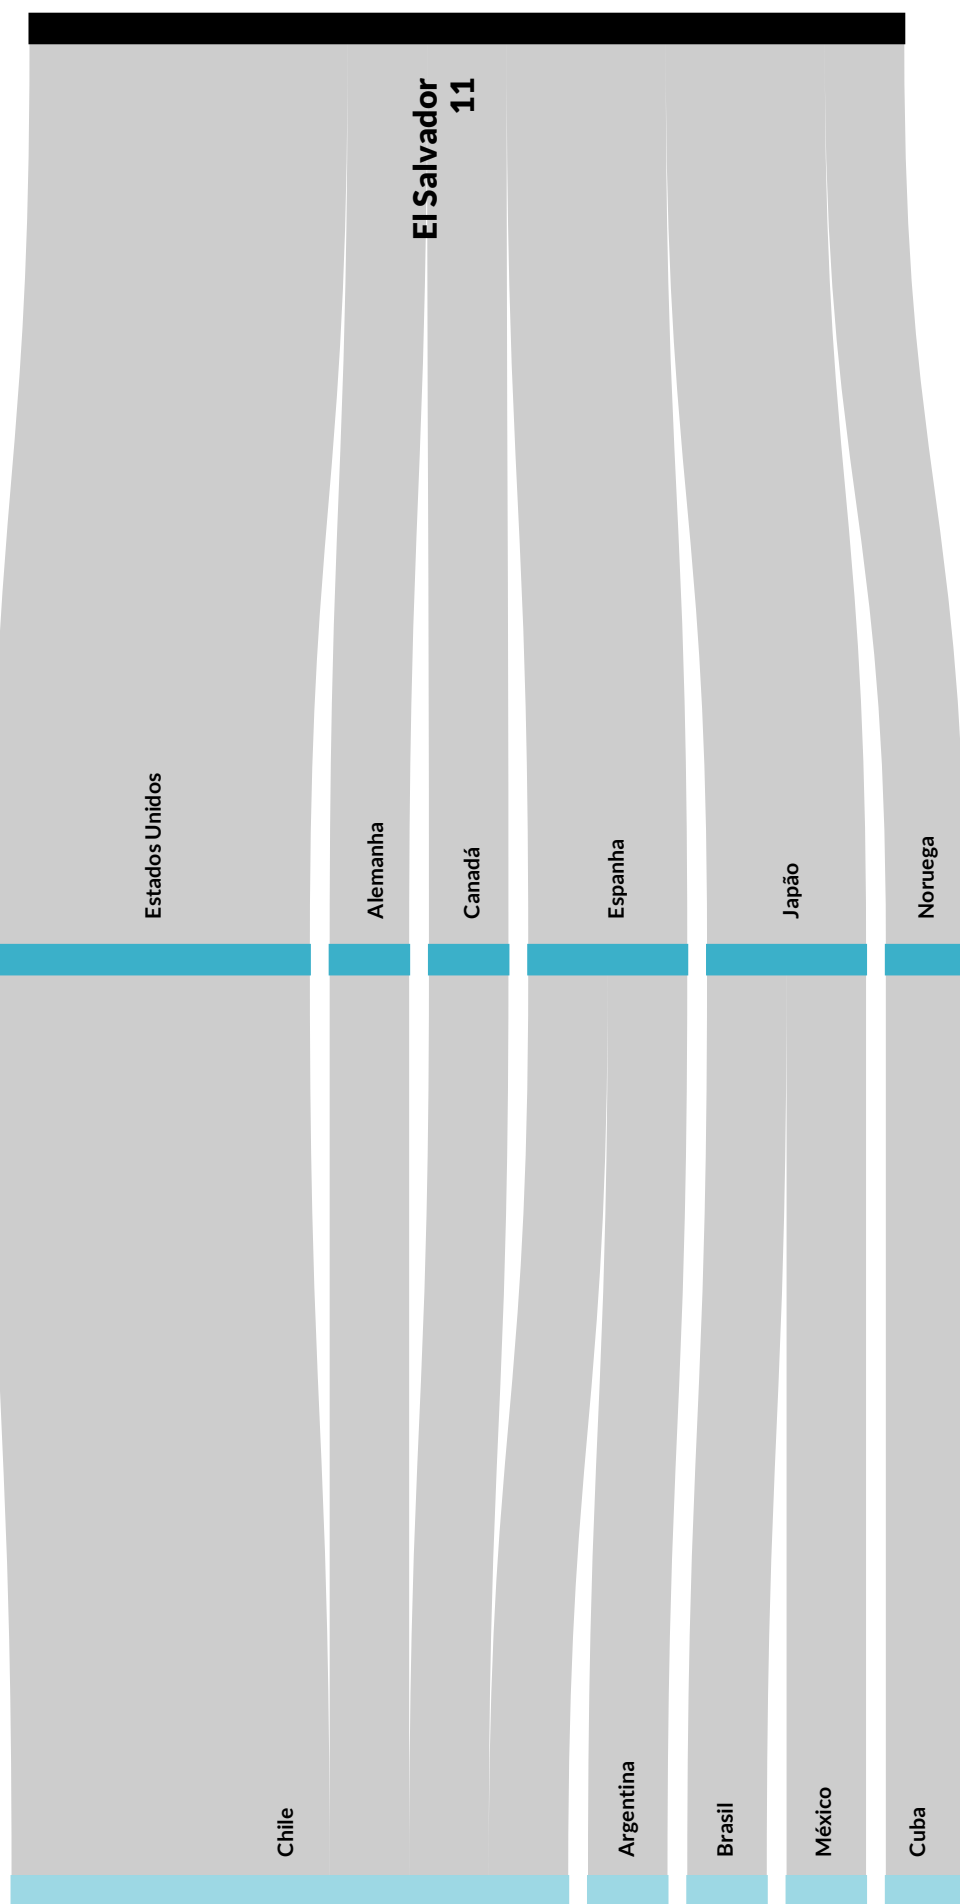 El Salvador
11
Estados Unidos
Alemanha
Canadá
Espanha
Japão
Noruega
Chile
Argentina
Brasil
México
Cuba